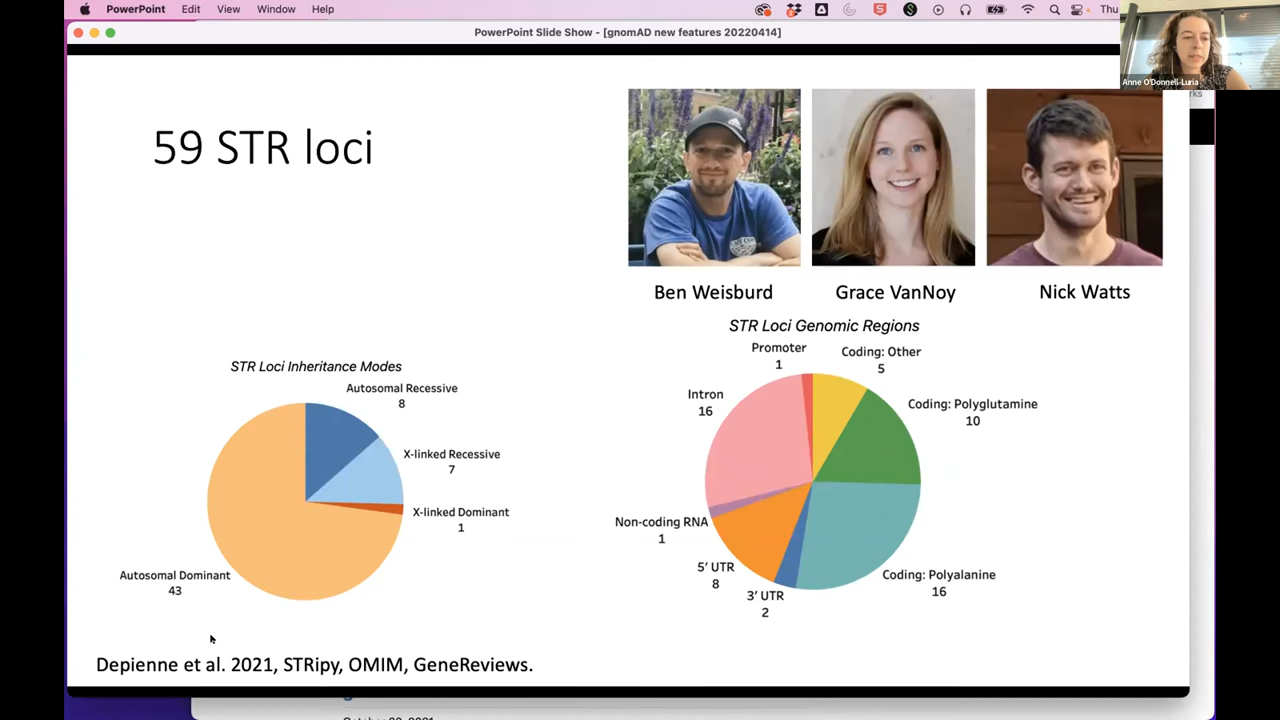 PowerPoint Edit View Window Help
Thu
PowerPoint Slide Show - [gnomAD new features 20220414]
Anne O'Donnell-Luria
59 STR loci
Ben Weisburd
Grace VanNoy
Nick Watts
STR Loci Inheritance Modes
Autosomal Recessive
8
X-linked Recessive
7
X-linked Dominant
1
Autosomal Dominant
43
STR Loci Genomic Regions
Promoter
1
Coding: Other
5
Intron
16
Coding: Polyglutamine
10
Non-coding RNA
1
5′ UTR
8
3′ UTR
2
Coding: Polyalanine
16
Depienne et al. 2021, STRipy, OMIM, GeneReviews.